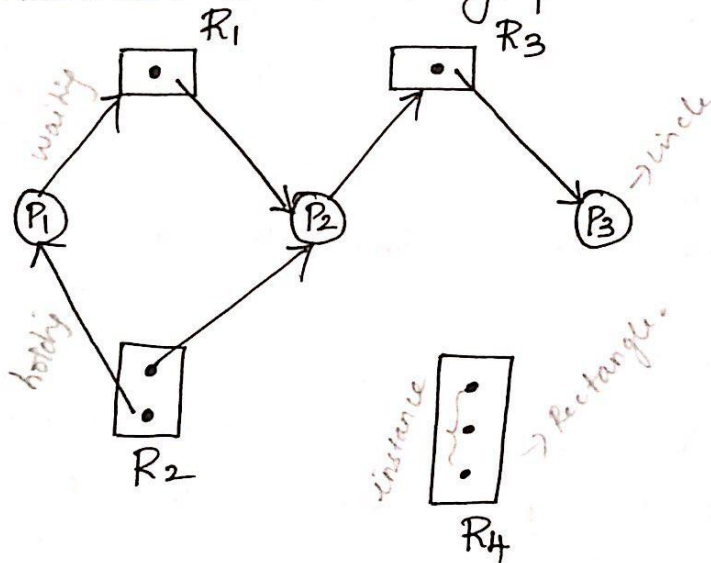 R1
R3
waiting
P1
P2
P3
→ circle
holding
R2
instance
→ Rectangle.
R4